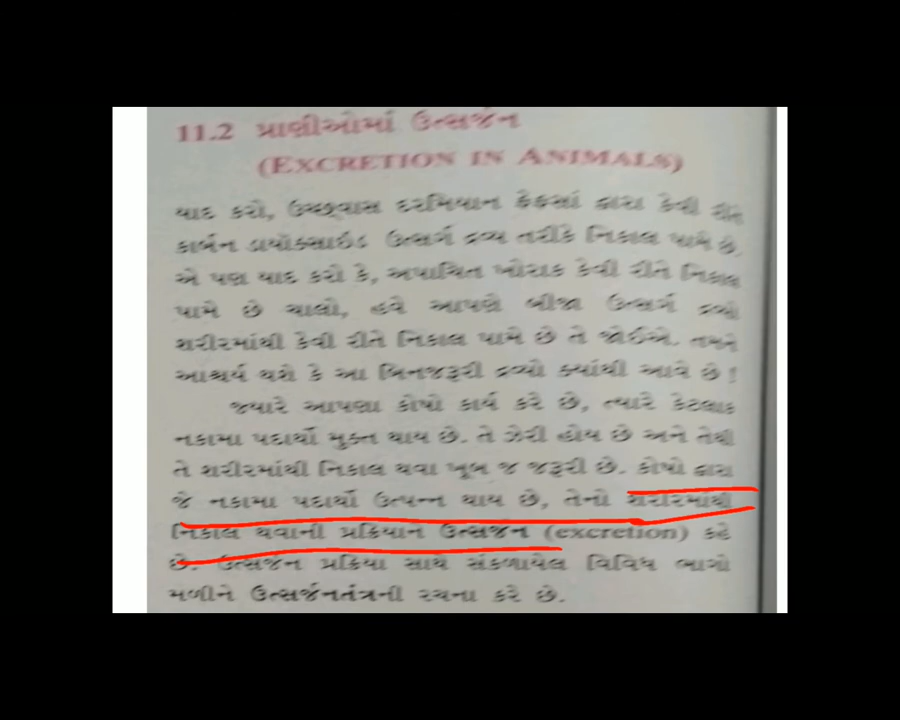 11.2 પ્રાણીઓમાં ઉત્સર્જન
(EXCRETION IN ANIMALS)
યાદ કરો, ઉચ્છ્વાસ દરમિયાન ફેફસાં દ્વારા કેવી રીતે
કાર્બન ડાયૉક્સાઇડ ઉત્સર્ગ દ્રવ્ય તરીકે નિકાલ પામે છે.
એ પણ યાદ કરો કે, અપાચિત ખોરાક કેવી રીતે નિકાલ
પામે છે ચાલો, હવે આપણે બીજા ઉત્સર્ગ દ્રવ્યો
શરીરમાંથી કેવી રીતે નિકાલ પામે છે તે જોઈએ. તમને
આશ્ચર્ય થશે કે આ બિનજરૂરી દ્રવ્યો ક્યાંથી આવે છે !
જ્યારે આપણા કોષો કાર્ય કરે છે, ત્યારે કેટલાક
નકામા પદાર્થો મુક્ત થાય છે. તે ઝેરી હોય છે અને તેથી
તે શરીરમાંથી નિકાલ થવા ખૂબ જ જરૂરી છે. કોષો દ્વારા
જે નકામા પદાર્થો ઉત્પન્ન થાય છે, તેનો શરીરમાંથી
નિકાલ થવાની પ્રક્રિયાને ઉત્સર્જન (excretion) કહે
છે. ઉત્સર્જન પ્રક્રિયા સાથે સંકળાયેલ વિવિધ ભાગો
મળીને ઉત્સર્જનતંત્રની રચના કરે છે.